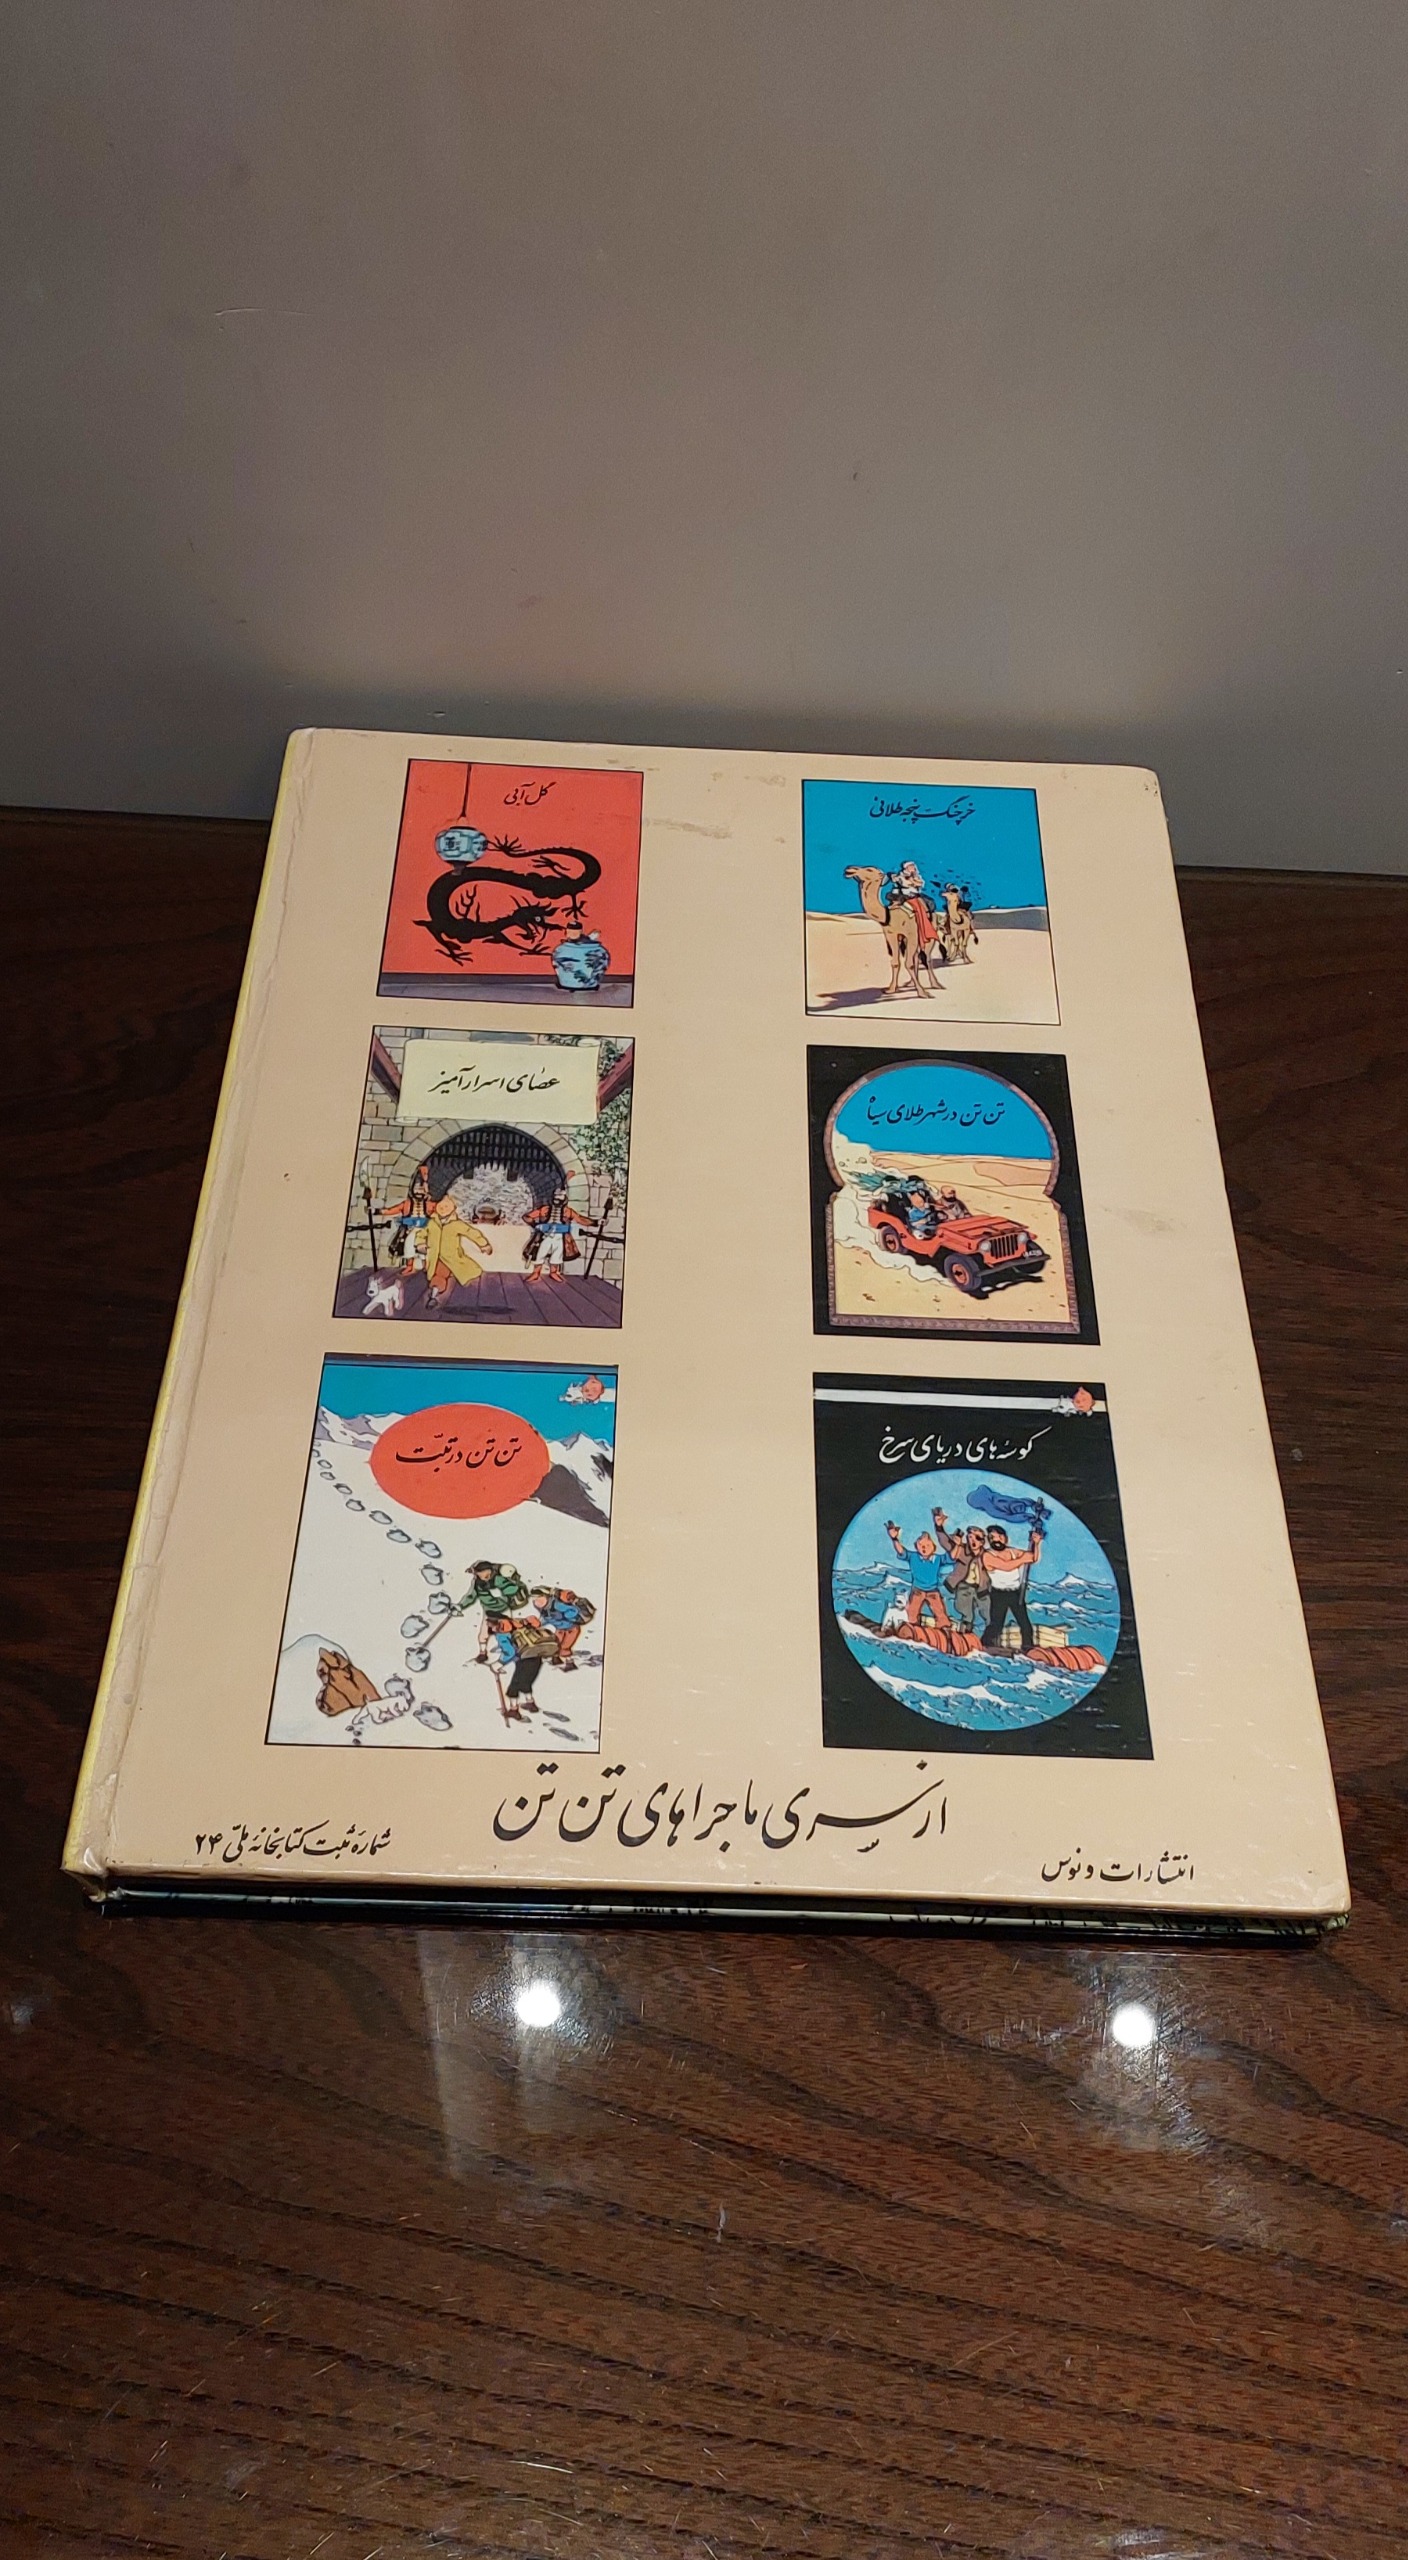 خرچنگ پنجه طلائی
گل آبی
تن تن در شهر طلای سیاه
عصای اسرارآمیز
کوسه های دریای سرخ
تن تن در تبت
از سری ماجراهای تن تن
انتشارات ونوس
شماره ثبت کتابخانه ملی ۲۴